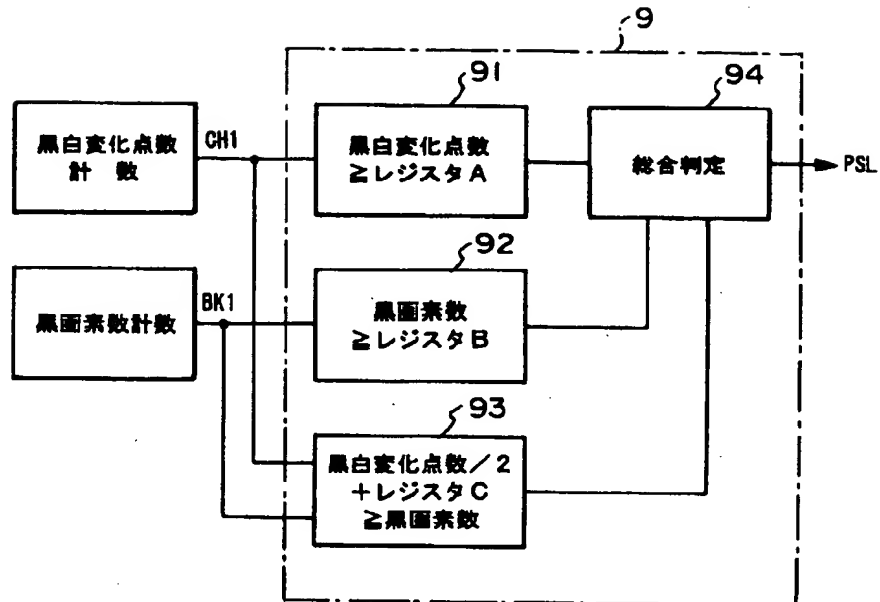 9
91
94
黒白変化点数
計 数
CH1
黒白変化点数
≧レジスタA
総合判定
PSL
92
黒画素数計数
BK1
黒画素数
≧レジスタB
93
黒白変化点数/2
+レジスタC
≧黒画素数